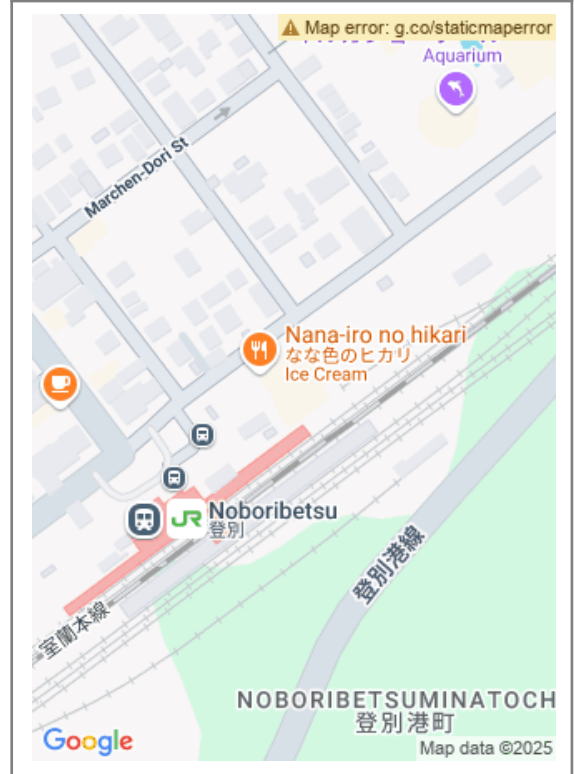 Map error: g.co/staticmaperror
Aquarium
Marchen-Dori St
Nana-iro no hikari
なな色のヒカリ
Ice Cream
JR
Noboribetsu
登別
登別港線
室蘭本線
NOBORIBETSUMINATOCH
登別港町
Google
Map data ©2025